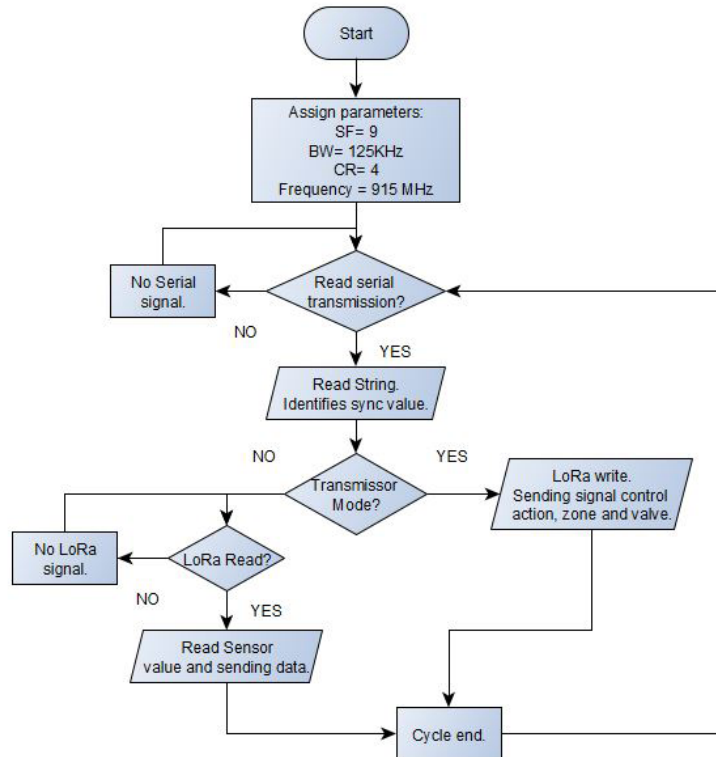 Start
Assign parameters:
SF= 9
BW= 125KHz
CR= 4
Frequency = 915 MHz
No Serial
signal.
Read serial
transmission?
NO
YES
Read String.
Identifies sync value.
NO
YES
Transmissor
Mode?
LoRa write.
Sending signal control
action, zone and valve.
No LoRa
signal.
LoRa Read?
NO
YES
Read Sensor
value and sending data.
Cycle end.